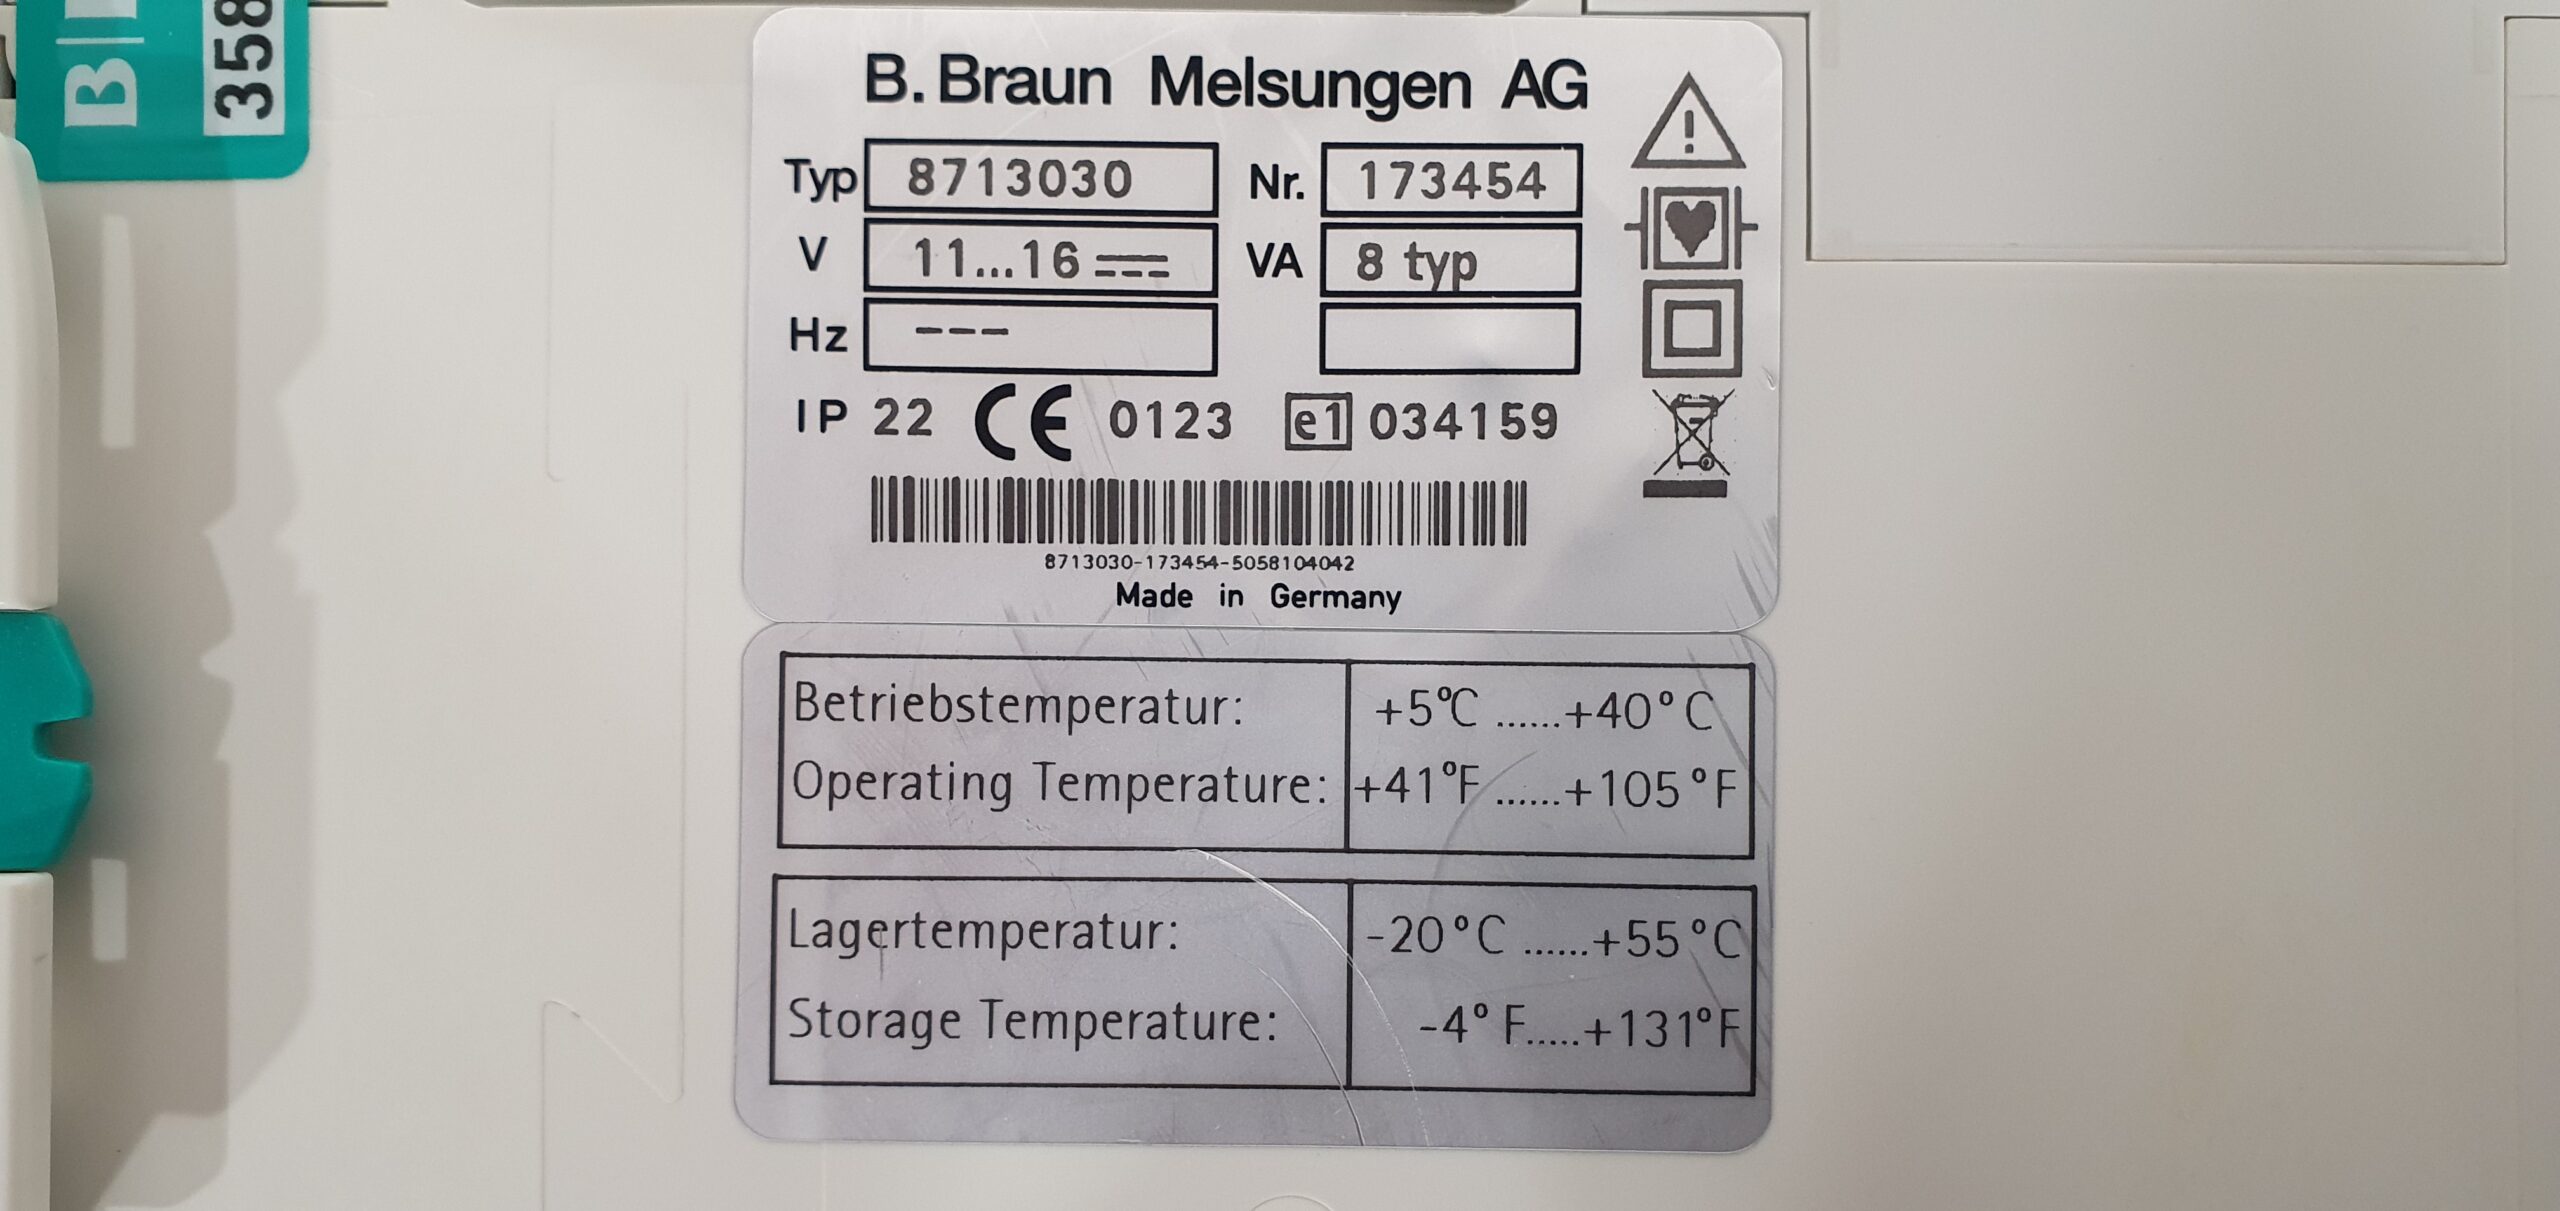 B
358
B. Braun Melsungen AG
Typ 8713030 Nr. 173454
V 11...16 VA 8 typ
Hz ---
IP 22 CE 0123 e1 034159
8713030-173454-5058104042
Made in Germany
Betriebstemperatur: +5°C ......+40°C
Operating Temperature: +41°F ......+105°F
Lagertemperatur: -20°C ......+55°C
Storage Temperature: -4°F.....+131°F